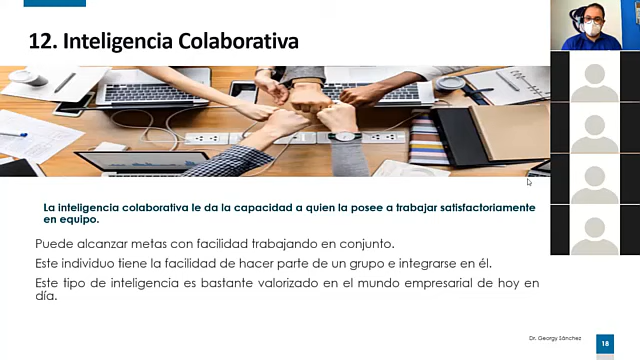 12. Inteligencia Colaborativa
La inteligencia colaborativa le da la capacidad a quien la posee a trabajar satisfactoriamente
en equipo.
Puede alcanzar metas con facilidad trabajando en conjunto.
Este individuo tiene la facilidad de hacer parte de un grupo e integrarse en él.
Este tipo de inteligencia es bastante valorizado en el mundo empresarial de hoy en
día.
Dr. Georgy Sánchez
18